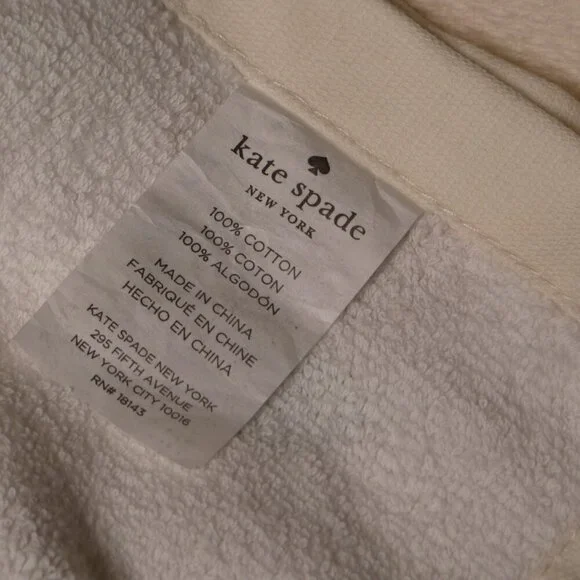 kate spade
NEW YORK
100% COTTON
100% COTON
100% ALGODÓN
MADE IN CHINA
FABRIQUÉ EN CHINE
HECHO EN CHINA
KATE SPADE NEW YORK
295 FIFTH AVENUE
NEW YORK CITY 10016
RN# 18143